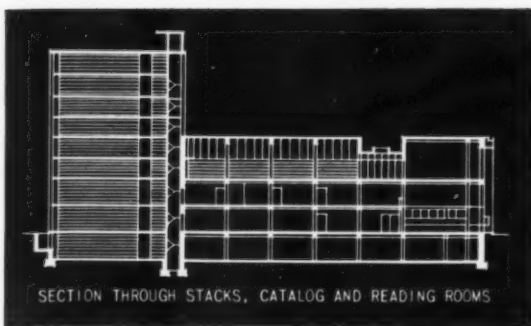 SECTION THROUGH STACKS, CATALOG AND READING ROOMS